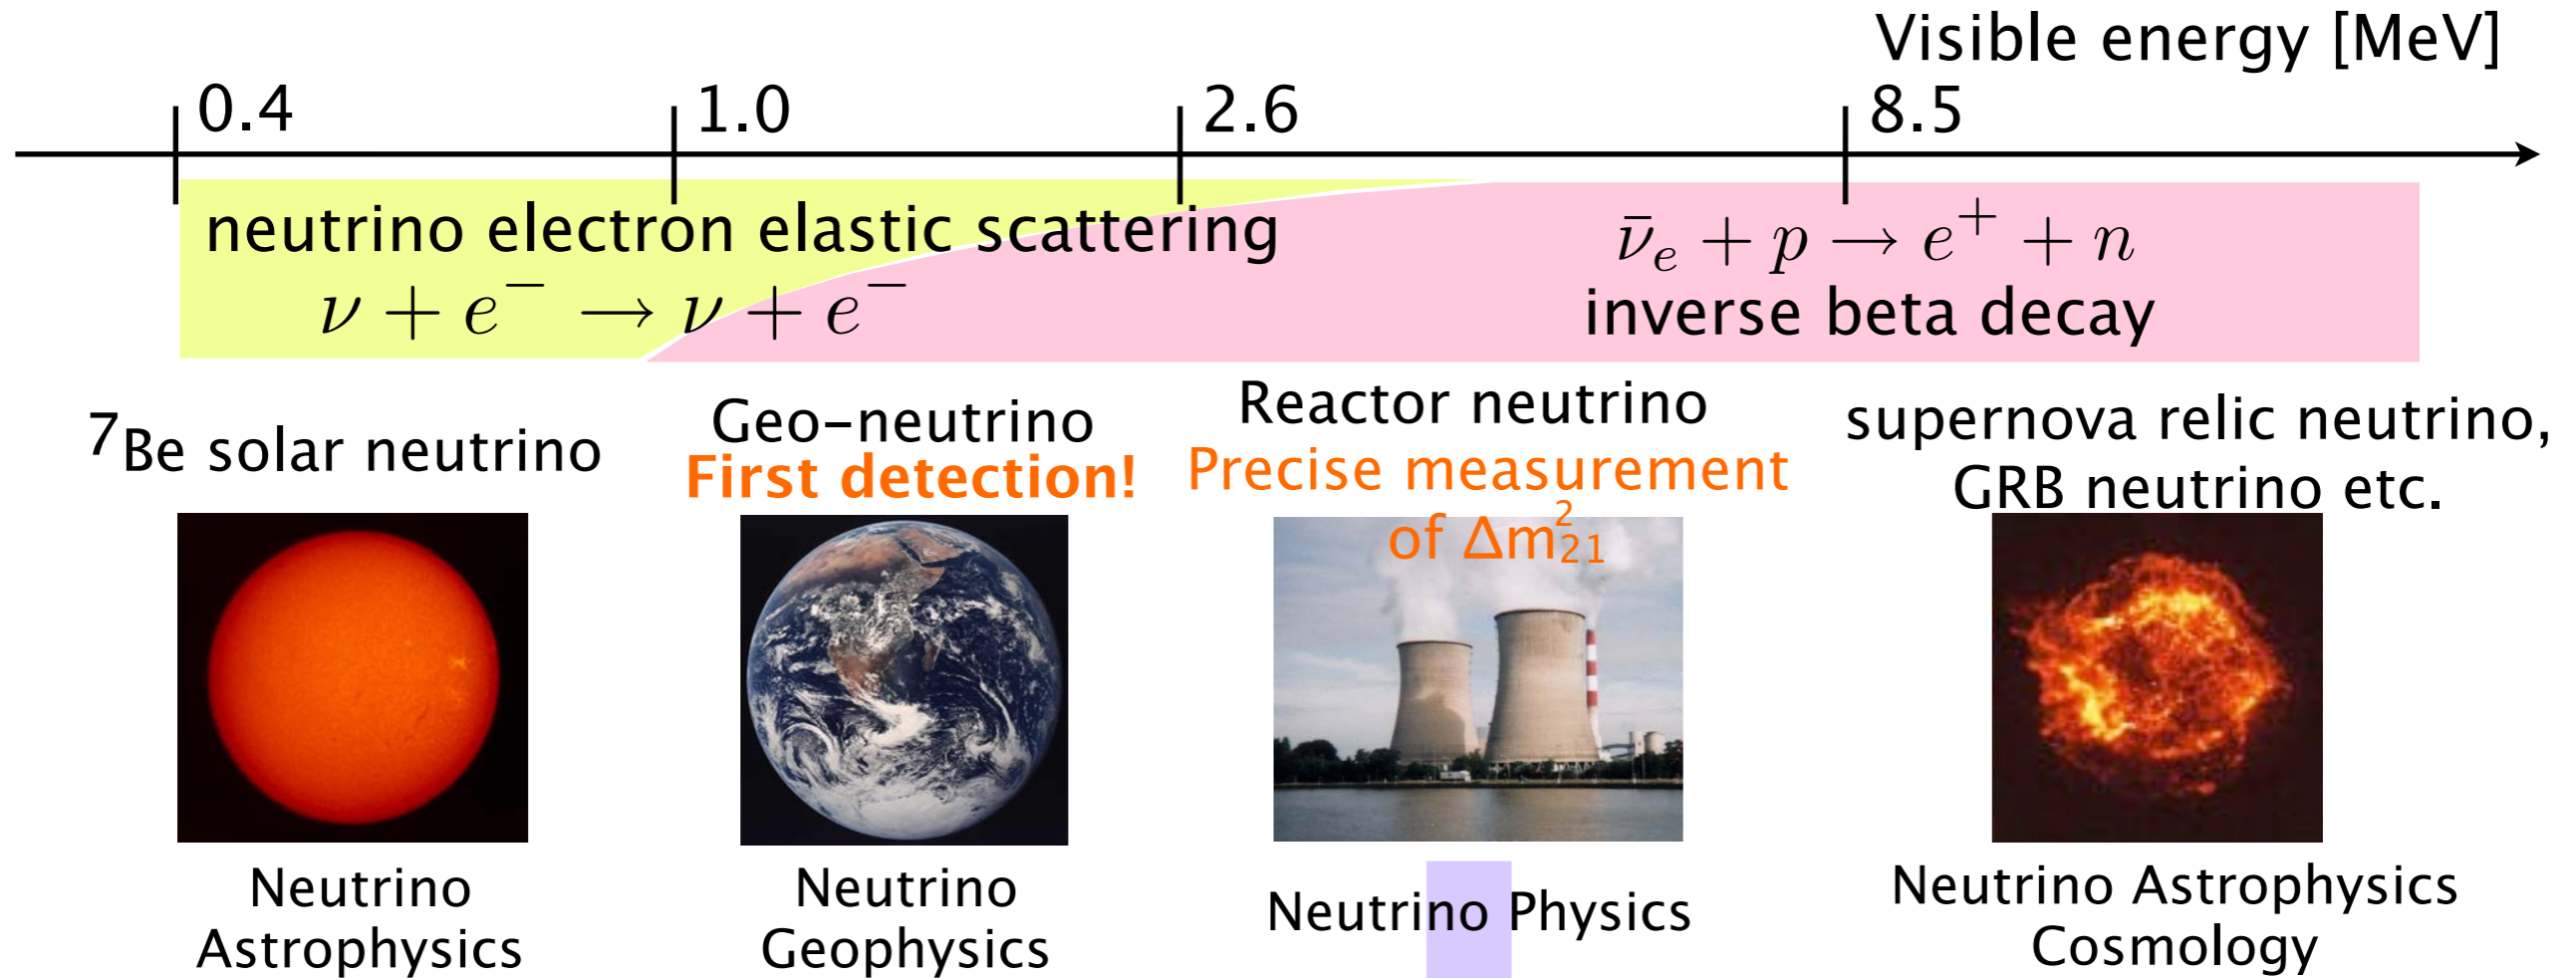 Visible energy [MeV]
0.4 1.0 2.6 8.5
neutrino electron elastic scattering
ν + e⁻ → ν + e⁻
ν̄ₑ + p → e⁺ + n
inverse beta decay
⁷Be solar neutrino
Geo-neutrino
First detection!
Reactor neutrino
Precise measurement
of Δm²₂₁
supernova relic neutrino,
GRB neutrino etc.
Neutrino
Astrophysics
Neutrino
Geophysics
Neutrino Physics
Neutrino Astrophysics
Cosmology